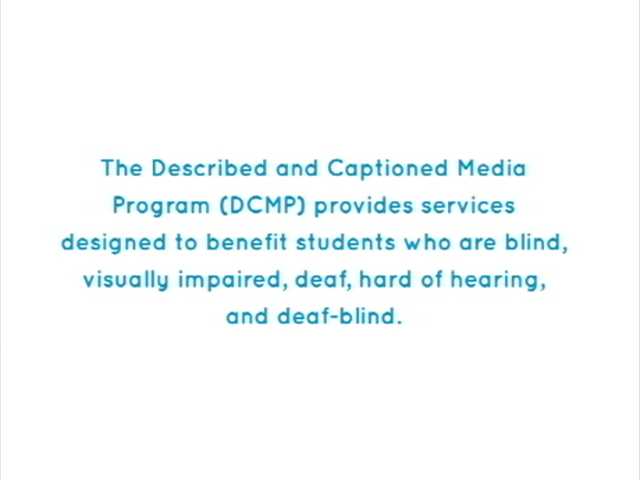 The Described and Captioned Media
Program (DCMP) provides services
designed to benefit students who are blind,
visually impaired, deaf, hard of hearing,
and deaf-blind.